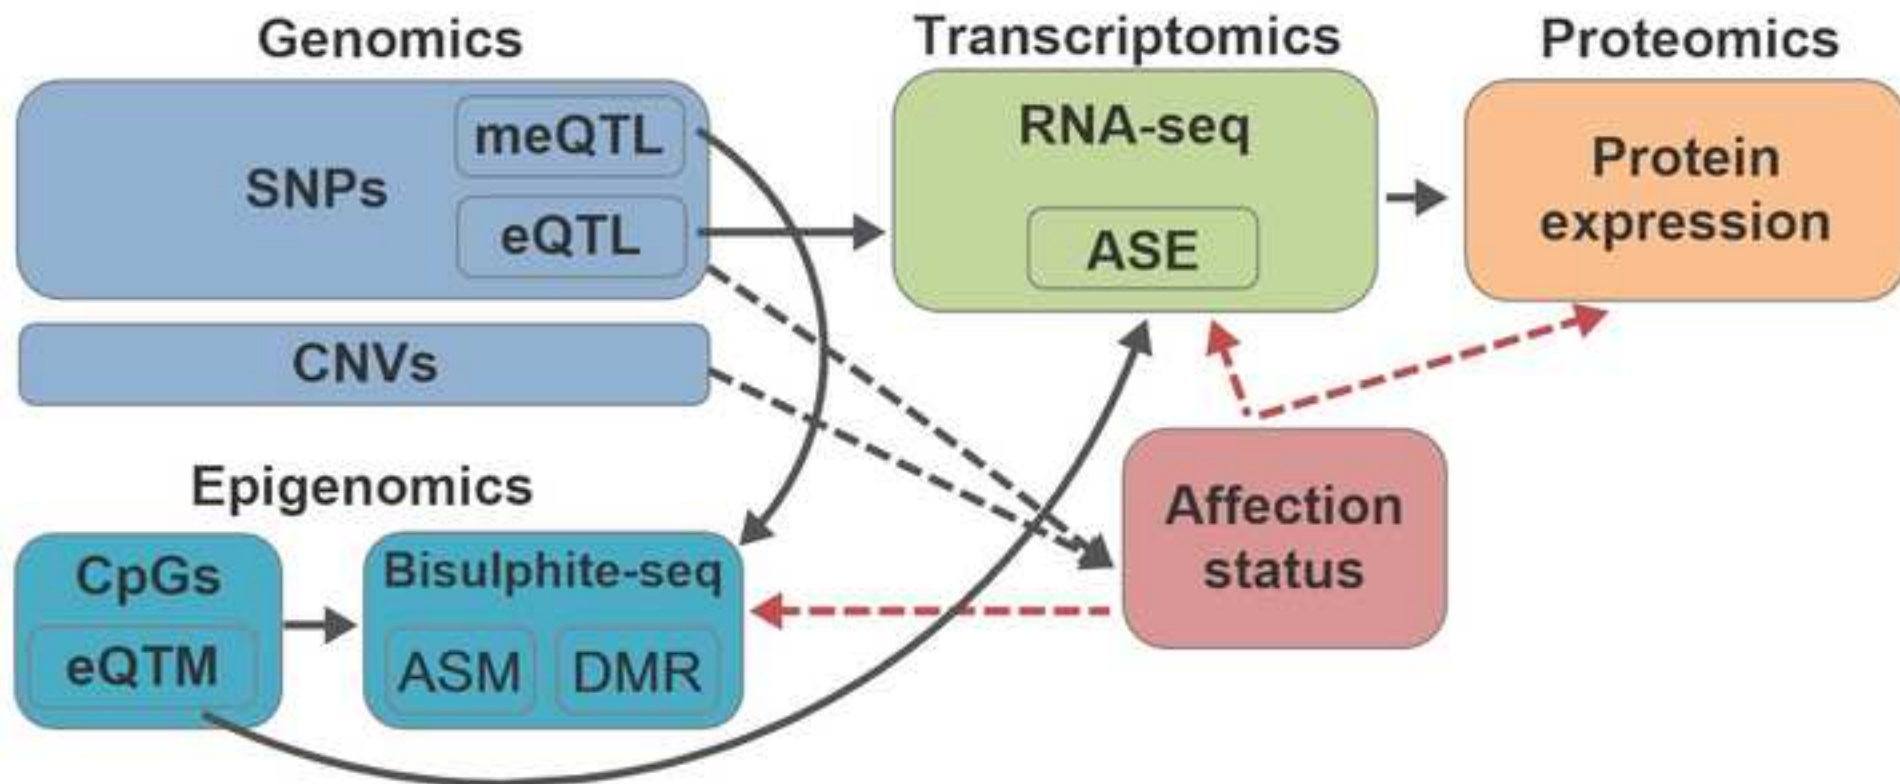 Genomics
SNPs
meQTL
eQTL
CNVs
Transcriptomics
RNA-seq
ASE
Proteomics
Protein
expression
Epigenomics
CpGs
eQTM
Bisulphite-seq
ASM
DMR
Affection
status